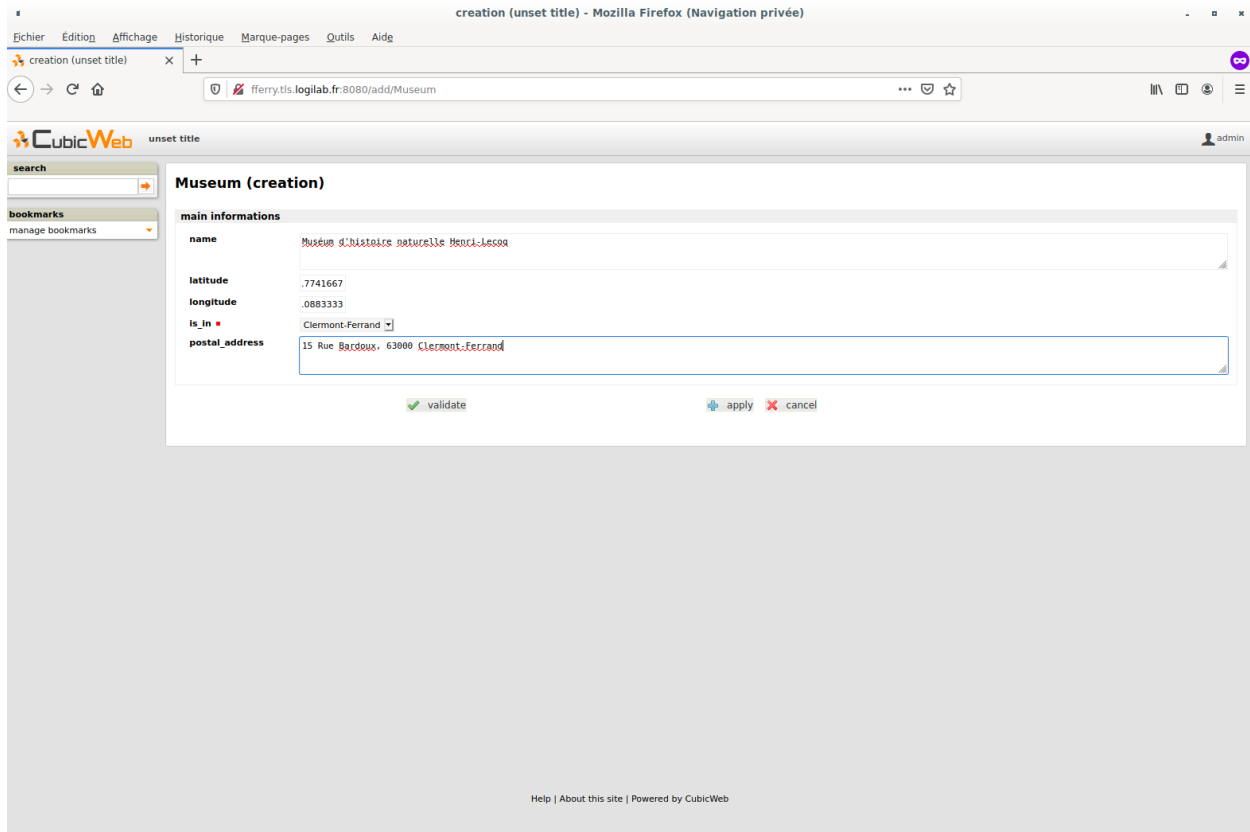 creation (unset title) - Mozilla Firefox (Navigation privée)
Fichier Édition Affichage Historique Marque-pages Outils Aide
creation (unset title)
fferry.tls.logilab.fr:8080/add/Museum
CubicWeb unset title admin
search
bookmarks
manage bookmarks
Museum (creation)
main informations
name Muséum d'histoire naturelle Henri-Lecoq
latitude .7741667
longitude .0883333
is_in Clermont-Ferrand
postal_address 15 Rue Bardoux, 63000 Clermont-Ferrand
validate apply cancel
Help | About this site | Powered by CubicWeb